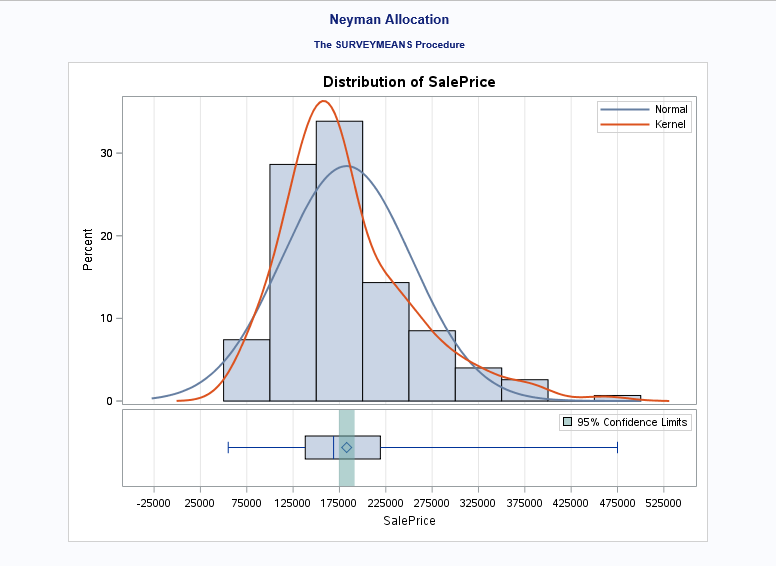 Neyman Allocation
The SURVEYMEANS Procedure
Distribution of SalePrice
Normal
Kernel
30
20
10
0
Percent
95% Confidence Limits
-25000 25000 75000 125000 175000 225000 275000 325000 375000 425000 475000 525000
SalePrice